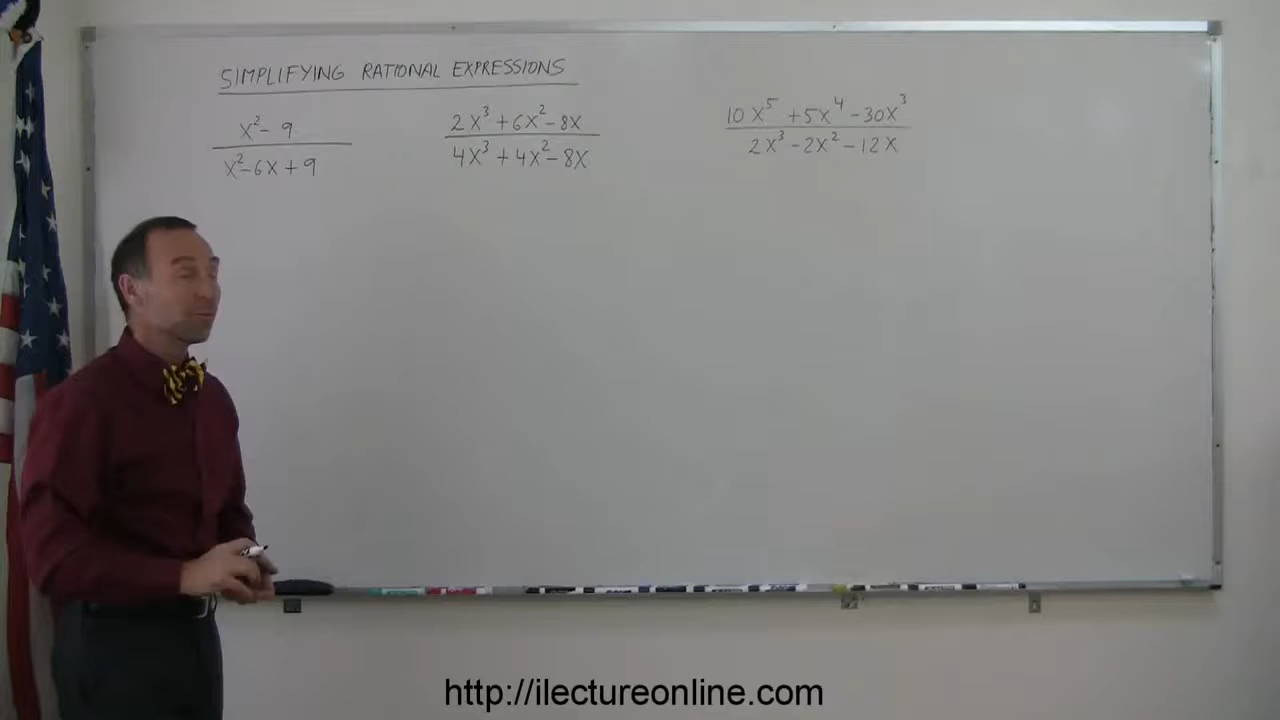 SIMPLIFYING RATIONAL EXPRESSIONS
x² - 9
x² - 6x + 9
2x³ + 6x² - 8x
4x³ + 4x² - 8x
10x⁵ + 5x⁴ - 30x³
2x³ - 2x² - 12x
http://ilectureonline.com